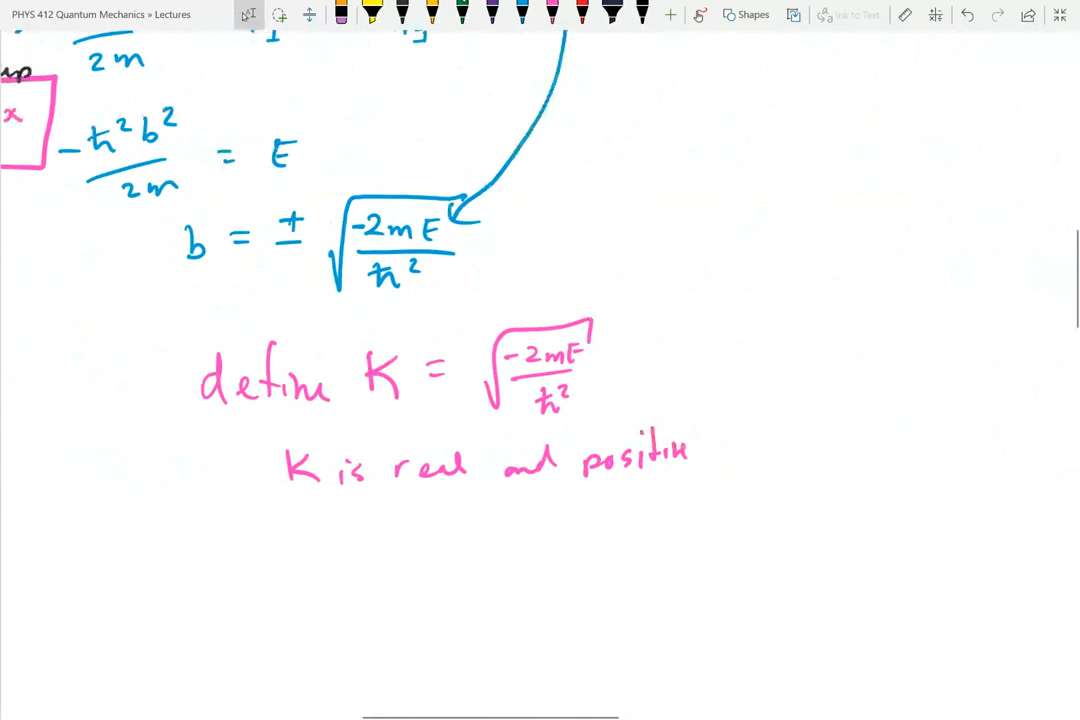 PHYS 412 Quantum Mechanics » Lectures
Shapes
Link to Text
2m
x
-ħ²b² / 2m = E
b = ± √(-2mE / ħ²)
define K = √(-2mE / ħ²)
K is real and positive